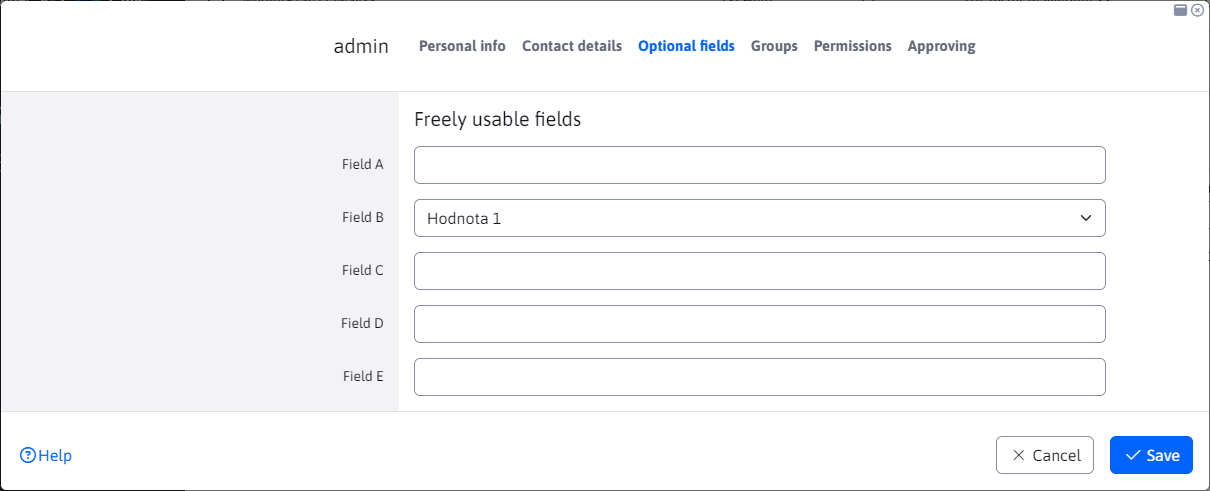 admin Personal info Contact details Optional fields Groups Permissions Approving
Freely usable fields
Field A
Field B Hodnota 1
Field C
Field D
Field E
Help Cancel Save